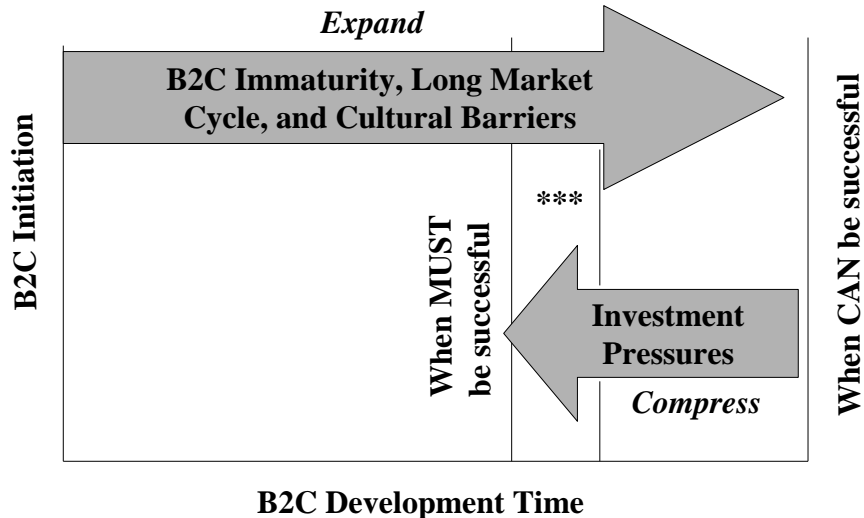 Expand
B2C Immaturity, Long Market
Cycle, and Cultural Barriers
B2C Initiation
***
When MUST
be successful
Investment
Pressures
Compress
When CAN be successful
B2C Development Time